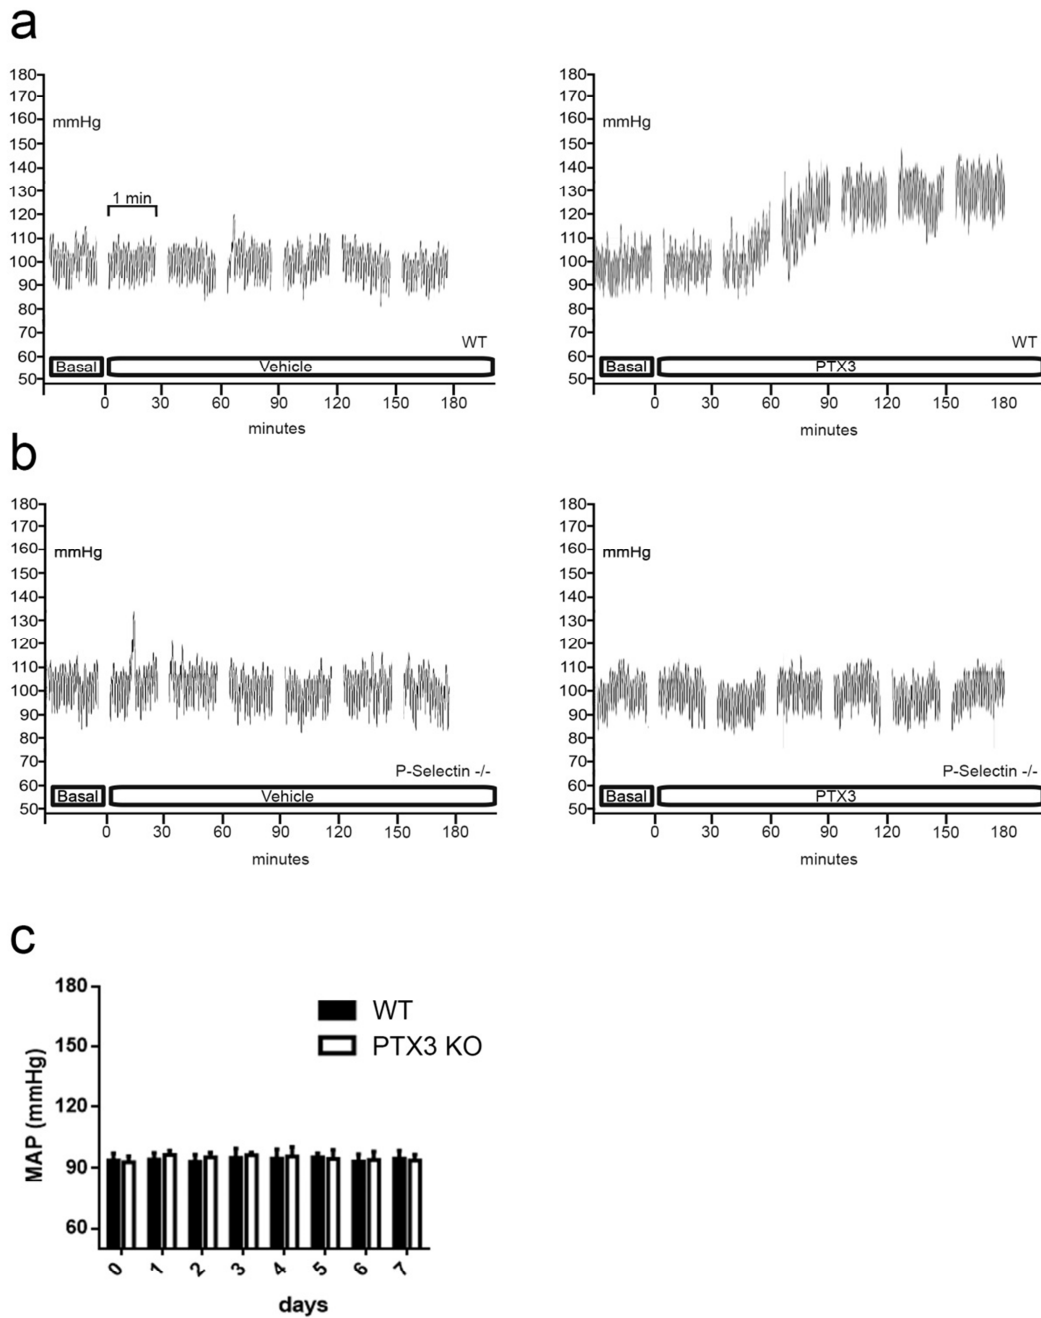 a
180
170
160
150
140
130
120
110
100
90
80
70
60
50
mmHg
1 min
WT
Basal
Vehicle
0 30 60 90 120 150 180
minutes
180
170
160
150
140
130
120
110
100
90
80
70
60
50
mmHg
WT
Basal
PTX3
0 30 60 90 120 150 180
minutes
b
180
170
160
150
140
130
120
110
100
90
80
70
60
50
mmHg
P-Selectin -/-
Basal
Vehicle
0 30 60 90 120 150 180
minutes
180
170
160
150
140
130
120
110
100
90
80
70
60
50
mmHg
P-Selectin -/-
Basal
PTX3
0 30 60 90 120 150 180
minutes
c
180
150
120
90
60
MAP (mmHg)
WT
PTX3 KO
0 1 2 3 4 5 6 7
days